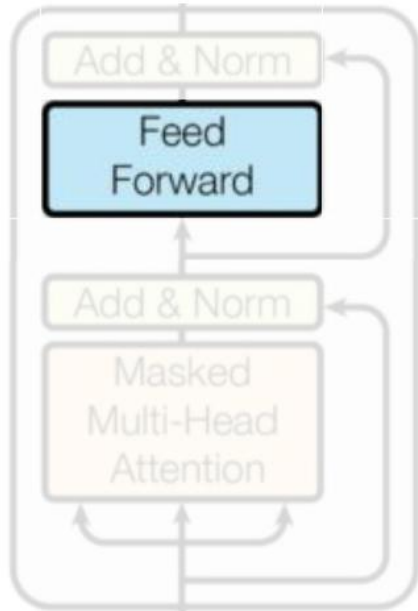 Add & Norm
Feed
Forward
Add & Norm
Masked
Multi-Head
Attention